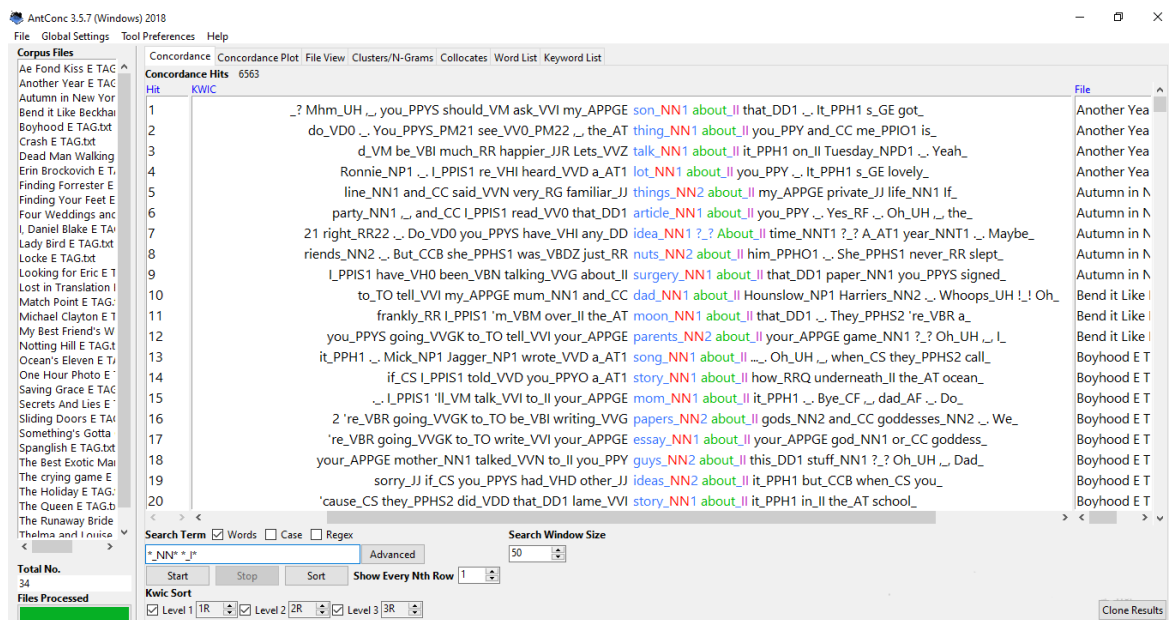 AntConc 3.5.7 (Windows) 2018
File Global Settings Tool Preferences Help
Corpus Files
Ae Fond Kiss E TAG
Another Year E TAG
Autumn in New Yor
Bend it Like Beckhar
Boyhood E TAG.txt
Crash E TAG.txt
Dead Man Walking
Erin Brockovich E T
Finding Forrester E
Finding Your Feet E
Four Weddings and
I, Daniel Blake E TAG
Lady Bird E TAG.txt
Locke E TAG.txt
Looking for Eric E T
Lost in Translation I
Match Point E TAG.
Michael Clayton E T
My Best Friend's W
Notting Hill E TAG.t
Ocean's Eleven E T
One Hour Photo E
Saving Grace E TAG
Secrets And Lies E
Sliding Doors E TAG
Something's Gotta
Spanglish E TAG.txt
The Best Exotic Mar
The crying game E
The Holiday E TAG.
The Queen E TAG.t
The Runaway Bride
Thelma and Louise
Total No.
34
Files Processed
Concordance Concordance Plot File View Clusters/N-Grams Collocates Word List Keyword List
Concordance Hits 6563
Hit KWIC File
1 _? Mhm_UH ,_, you_PPYS should_VM ask_VVI my_APPGE son_NN1 about_II that_DD1 ._. It_PPH1 s_GE got_ Another Yea
2 do_VD0 ._. You_PPYS_PM21 see_VV0_PM22 ,_, the_AT thing_NN1 about_II you_PPY and_CC me_PPIO1 is_ Another Yea
3 d_VM be_VBI much_RR happier_JJR Lets_VVZ talk_NN1 about_II it_PPH1 on_II Tuesday_NPD1 ._. Yeah_ Another Yea
4 Ronnie_NP1 ._. I_PPIS1 re_VHI heard_VVD a_AT1 lot_NN1 about_II you_PPY ._. It_PPH1 s_GE lovely_ Another Yea
5 line_NN1 and_CC said_VVN very_RG familiar_JJ things_NN2 about_II my_APPGE private_JJ life_NN1 If_ Autumn in N
6 party_NN1 ,_, and_CC I_PPIS1 read_VV0 that_DD1 article_NN1 about_II you_PPY ._. Yes_RF ._. Oh_UH ,_, the_ Autumn in N
7 21 right_RR22 ._. Do_VD0 you_PPYS have_VHI any_DD idea_NN1 ?_? About_II time_NNT1 ?_? A_AT1 year_NNT1 ._. Maybe_ Autumn in N
8 riends_NN2 ._. But_CCB she_PPHS1 was_VBDZ just_RR nuts_NN2 about_II him_PPHO1 ._. She_PPHS1 never_RR slept_ Autumn in N
9 I_PPIS1 have_VH0 been_VBN talking_VVG about_II surgery_NN1 about_II that_DD1 paper_NN1 you_PPYS signed_ Autumn in N
10 to_TO tell_VVI my_APPGE mum_NN1 and_CC dad_NN1 about_II Hounslow_NP1 Harriers_NN2 ._. Whoops_UH !_! Oh_ Bend it Like
11 frankly_RR I_PPIS1 'm_VBM over_II the_AT moon_NN1 about_II that_DD1 ._. They_PPHS2 're_VBR a_ Bend it Like
12 you_PPYS going_VVGK to_TO tell_VVI your_APPGE parents_NN2 about_II your_APPGE game_NN1 ?_? Oh_UH ,_, I_ Bend it Like
13 it_PPH1 ._. Mick_NP1 Jagger_NP1 wrote_VVD a_AT1 song_NN1 about_II ..._. Oh_UH ,_, when_CS they_PPHS2 call_ Boyhood E T
14 if_CS I_PPIS1 told_VVD you_PPYO a_AT1 story_NN1 about_II how_RRQ underneath_II the_AT ocean_ Boyhood E T
15 ._. I_PPIS1 'll_VM talk_VVI to_II your_APPGE mom_NN1 about_II it_PPH1 ._. Bye_CF ,_, dad_AF ._. Do_ Boyhood E T
16 2 're_VBR going_VVGK to_TO be_VBI writing_VVG papers_NN2 about_II gods_NN2 and_CC goddesses_NN2 ._. We_ Boyhood E T
17 're_VBR going_VVGK to_TO write_VVI your_APPGE essay_NN1 about_II your_APPGE god_NN1 or_CC goddess_ Boyhood E T
18 your_APPGE mother_NN1 talked_VVN to_II you_PPY guys_NN2 about_II this_DD1 stuff_NN1 ?_? Oh_UH ,_, Dad_ Boyhood E T
19 sorry_JJ if_CS you_PPYS had_VHD other_JJ ideas_NN2 about_II it_PPH1 but_CCB when_CS you_ Boyhood E T
20 'cause_CS they_PPHS2 did_VDD that_DD1 lame_VVI story_NN1 about_II it_PPH1 in_II the_AT school_ Boyhood E T
Search Term Words Case Regex Search Window Size
*_NN* *_I* Advanced 50
Start Stop Sort Show Every Nth Row 1
Kwic Sort
Level 1 1R Level 2 2R Level 3 3R Clone Results